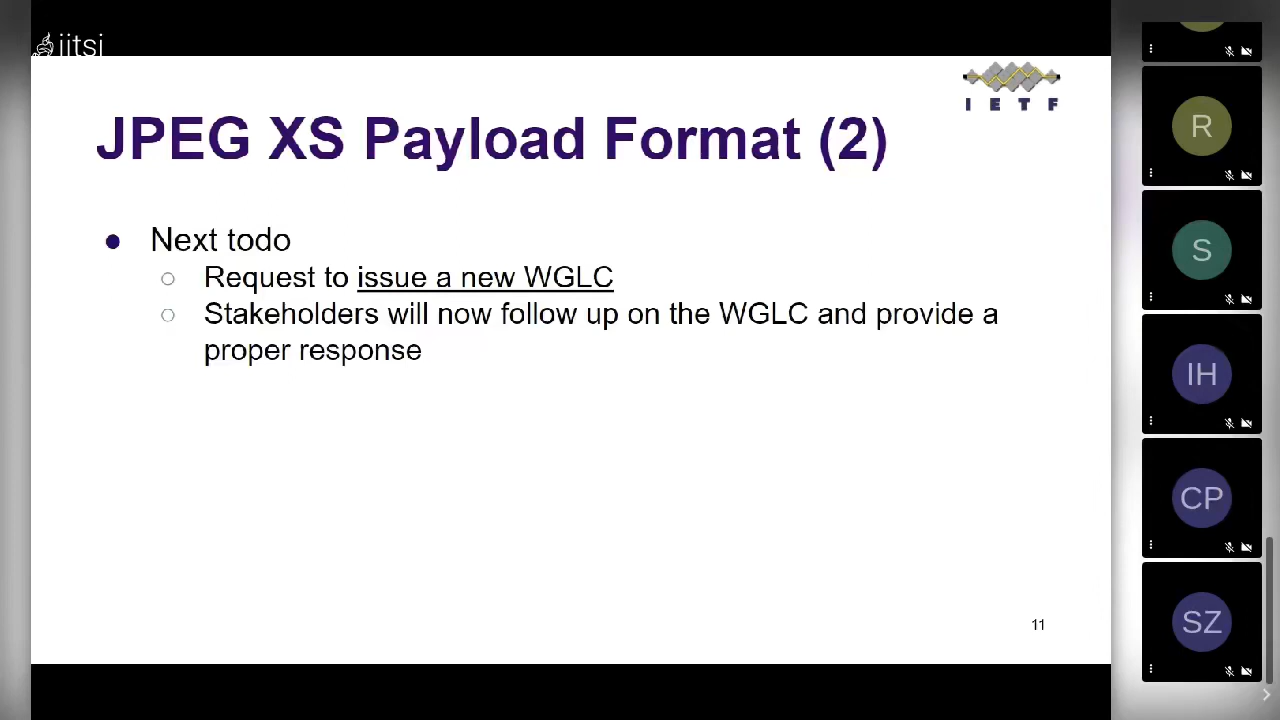 jitsi
I E T F
JPEG XS Payload Format (2)
● Next todo
○ Request to issue a new WGLC
○ Stakeholders will now follow up on the WGLC and provide a
proper response
11
R
S
IH
CP
SZ